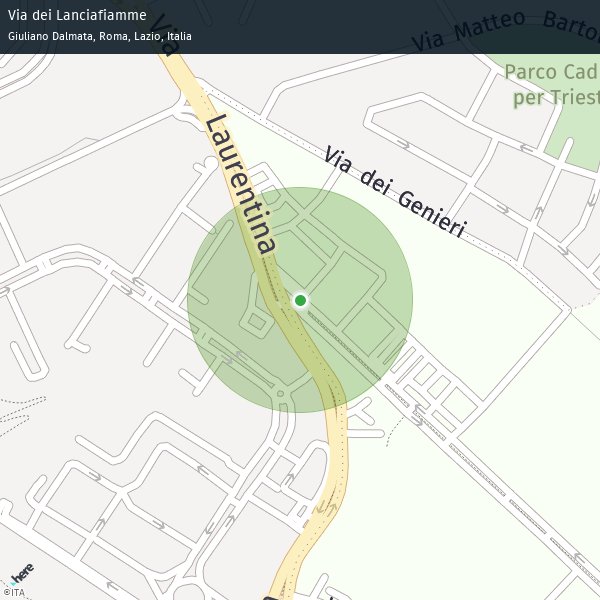 Via dei Lanciafiamme
Giuliano Dalmata, Roma, Lazio, Italia
Via
Via Matteo Barto
Parco Cad
per Triest
Laurentina
Via dei Genieri
here
©ITA